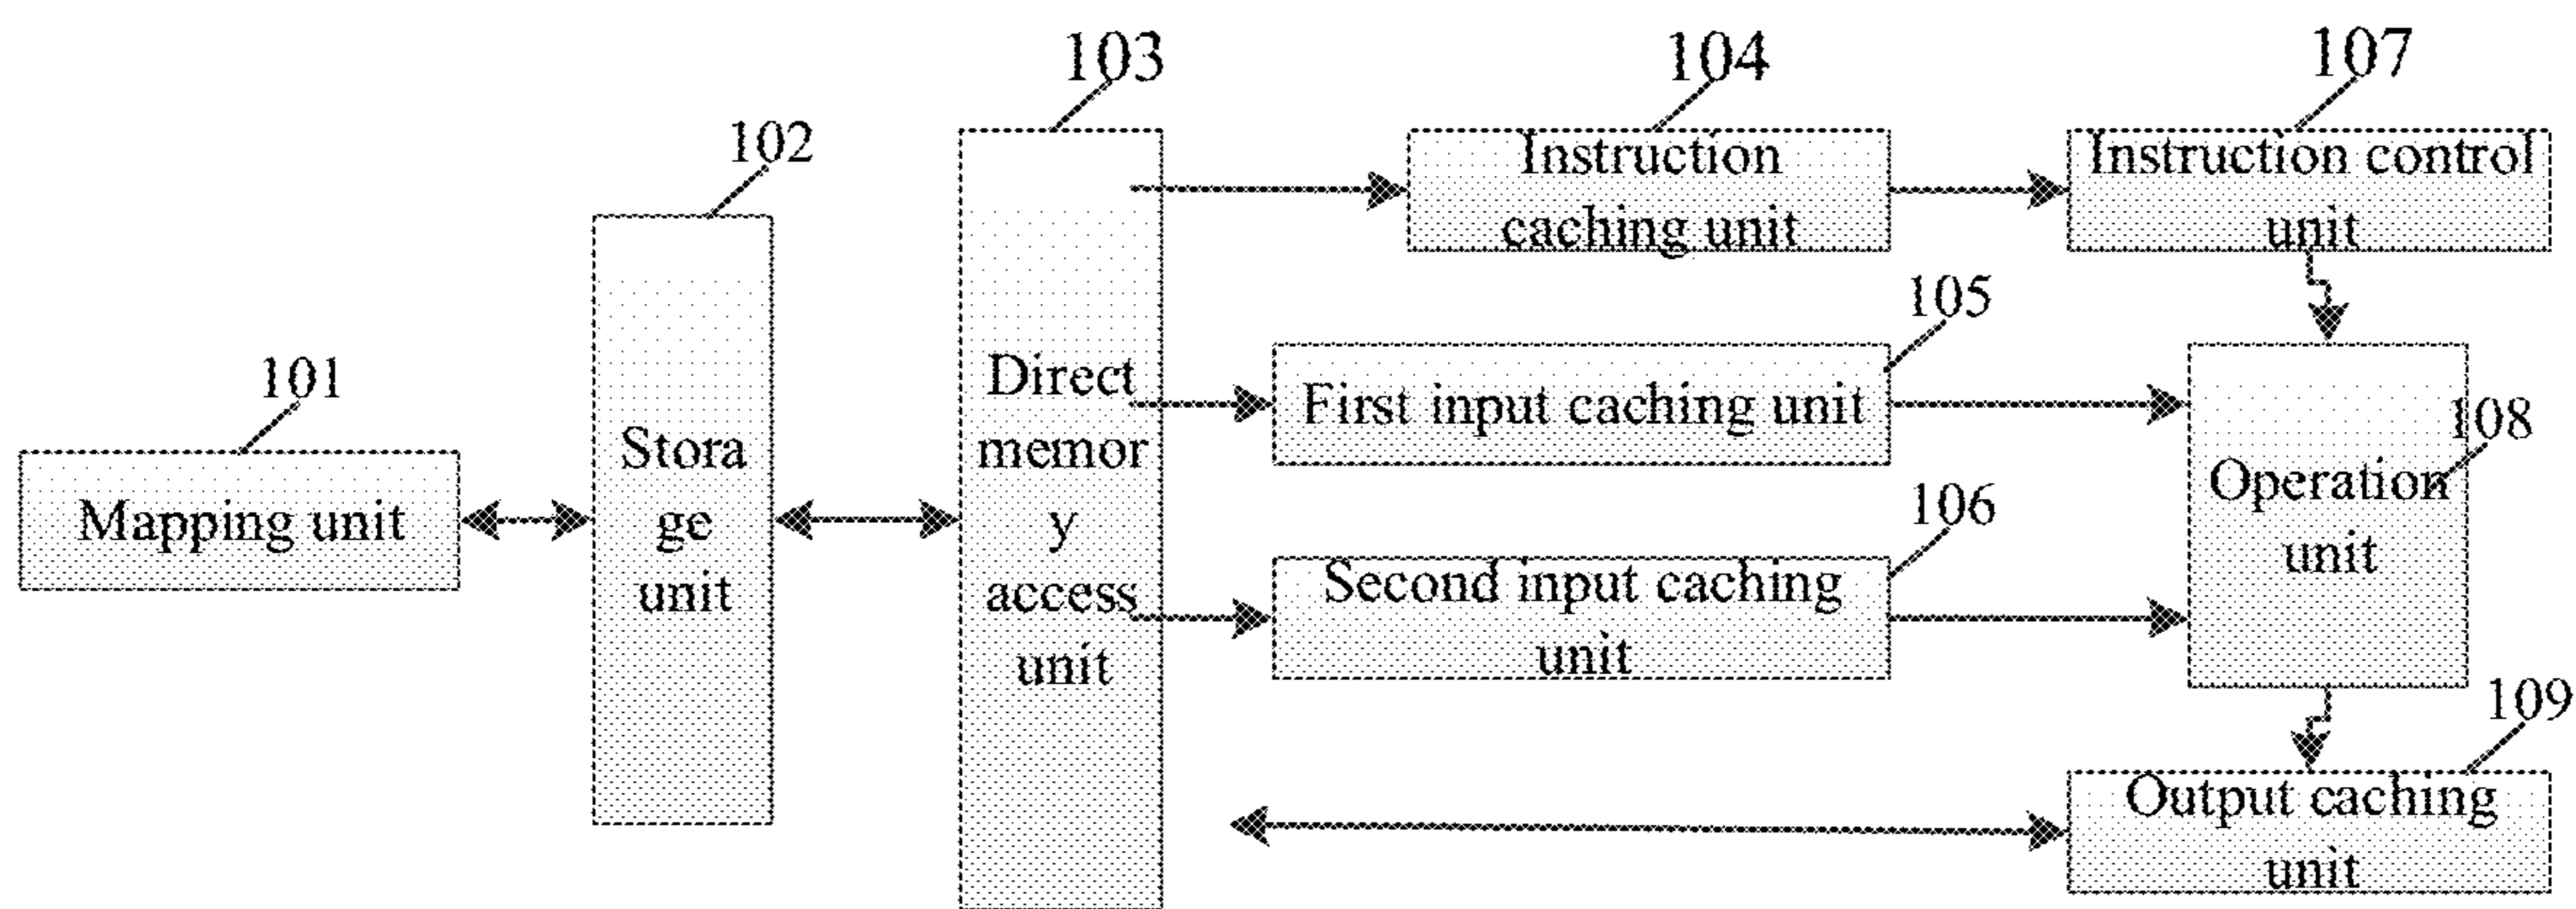 103
104
107
102
Instruction
caching unit
Instruction control
unit
105
101
First input caching unit
Direct
memor
y
access
unit
108
Stora
ge
unit
Mapping unit
Operation
unit
106
Second input caching
unit
109
Output caching
unit